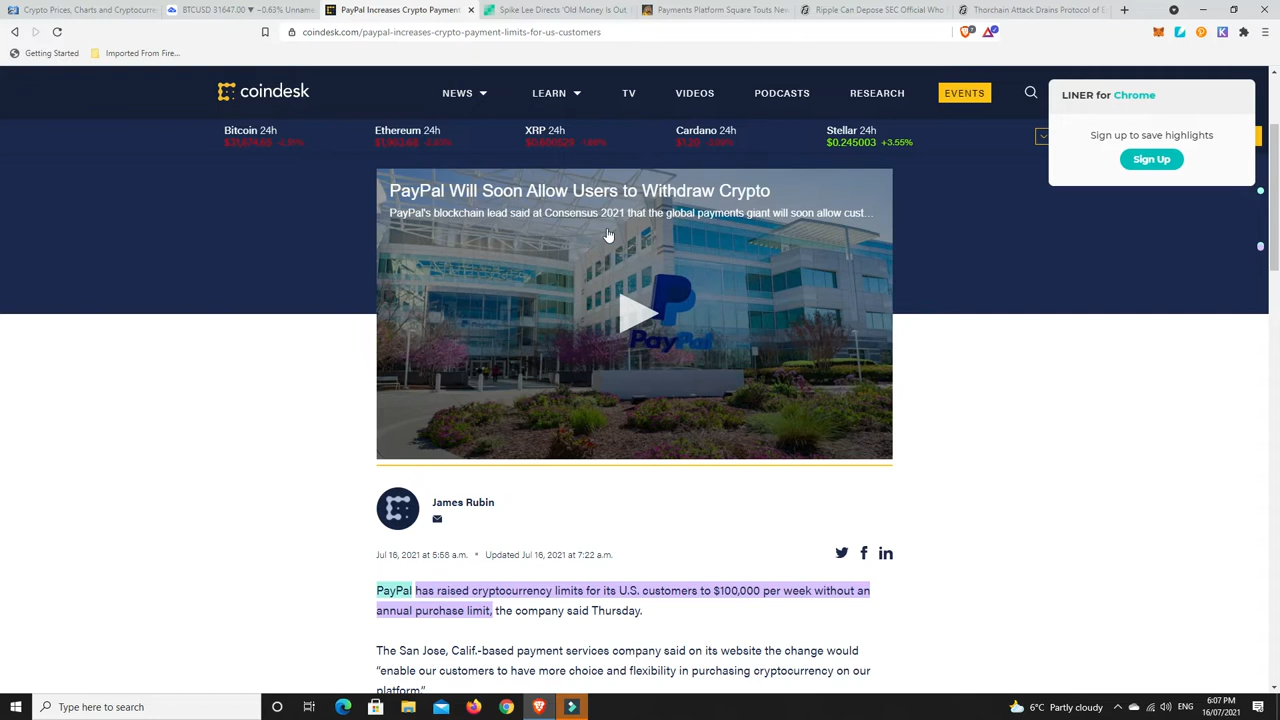 Crypto Prices, Charts and Cryptocurr
BTCUSD 31647.00 ▼ −0.63% Unname
PayPal Increases Crypto Payment
Spike Lee Directs 'Old Money Is Out,
Payments Platform Squares Touts New
Ripple Can Depose SEC Official Who
Thorchain Attack Drains Protocol of E
coindesk.com/paypal-increases-crypto-payment-limits-for-us-customers
Getting Started
Imported From Fire...
coindesk
NEWS
LEARN
TV
VIDEOS
PODCASTS
RESEARCH
EVENTS
LINER for Chrome
Sign up to save highlights
Sign Up
Bitcoin 24h
Ethereum 24h
XRP 24h
Cardano 24h
Stellar 24h
$0.245003 +3.55%
PayPal Will Soon Allow Users to Withdraw Crypto
PayPal's blockchain lead said at Consensus 2021 that the global payments giant will soon allow cust...
PayPal
James Rubin
Jul 16, 2021 at 5:58 a.m. • Updated Jul 16, 2021 at 7:22 a.m.
PayPal has raised cryptocurrency limits for its U.S. customers to $100,000 per week without an
annual purchase limit, the company said Thursday.
The San Jose, Calif.-based payment services company said on its website the change would
“enable our customers to have more choice and flexibility in purchasing cryptocurrency on our
platform.”
Type here to search
6°C Partly cloudy
ENG
6:07 PM
16/07/2021